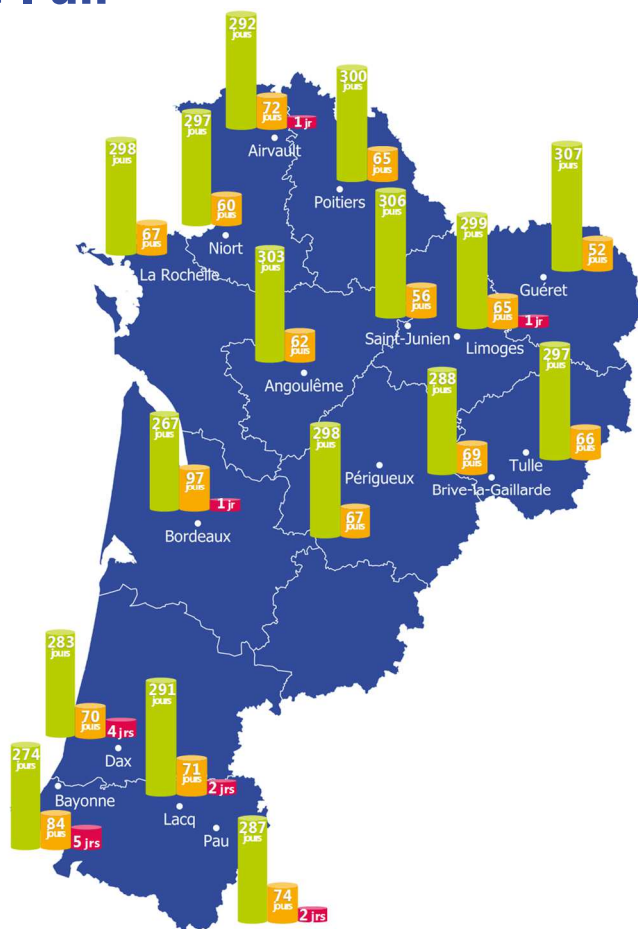 292
jours
72
jours
1 jr
Airvault
300
jours
65
jours
Poitiers
297
jours
60
jours
Niort
298
jours
67
jours
La Rochelle
307
jours
52
jours
Guéret
306
jours
56
jours
Saint-Junien
299
jours
65
jours
1 jr
Limoges
303
jours
62
jours
Angoulême
297
jours
66
jours
Tulle
288
jours
69
jours
Brive-la-Gaillarde
298
jours
67
jours
Périgueux
267
jours
97
jours
1 jr
Bordeaux
283
jours
70
jours
4 jrs
Dax
291
jours
71
jours
2 jrs
Lacq
274
jours
84
jours
5 jrs
Bayonne
Pau
287
jours
74
jours
2 jrs